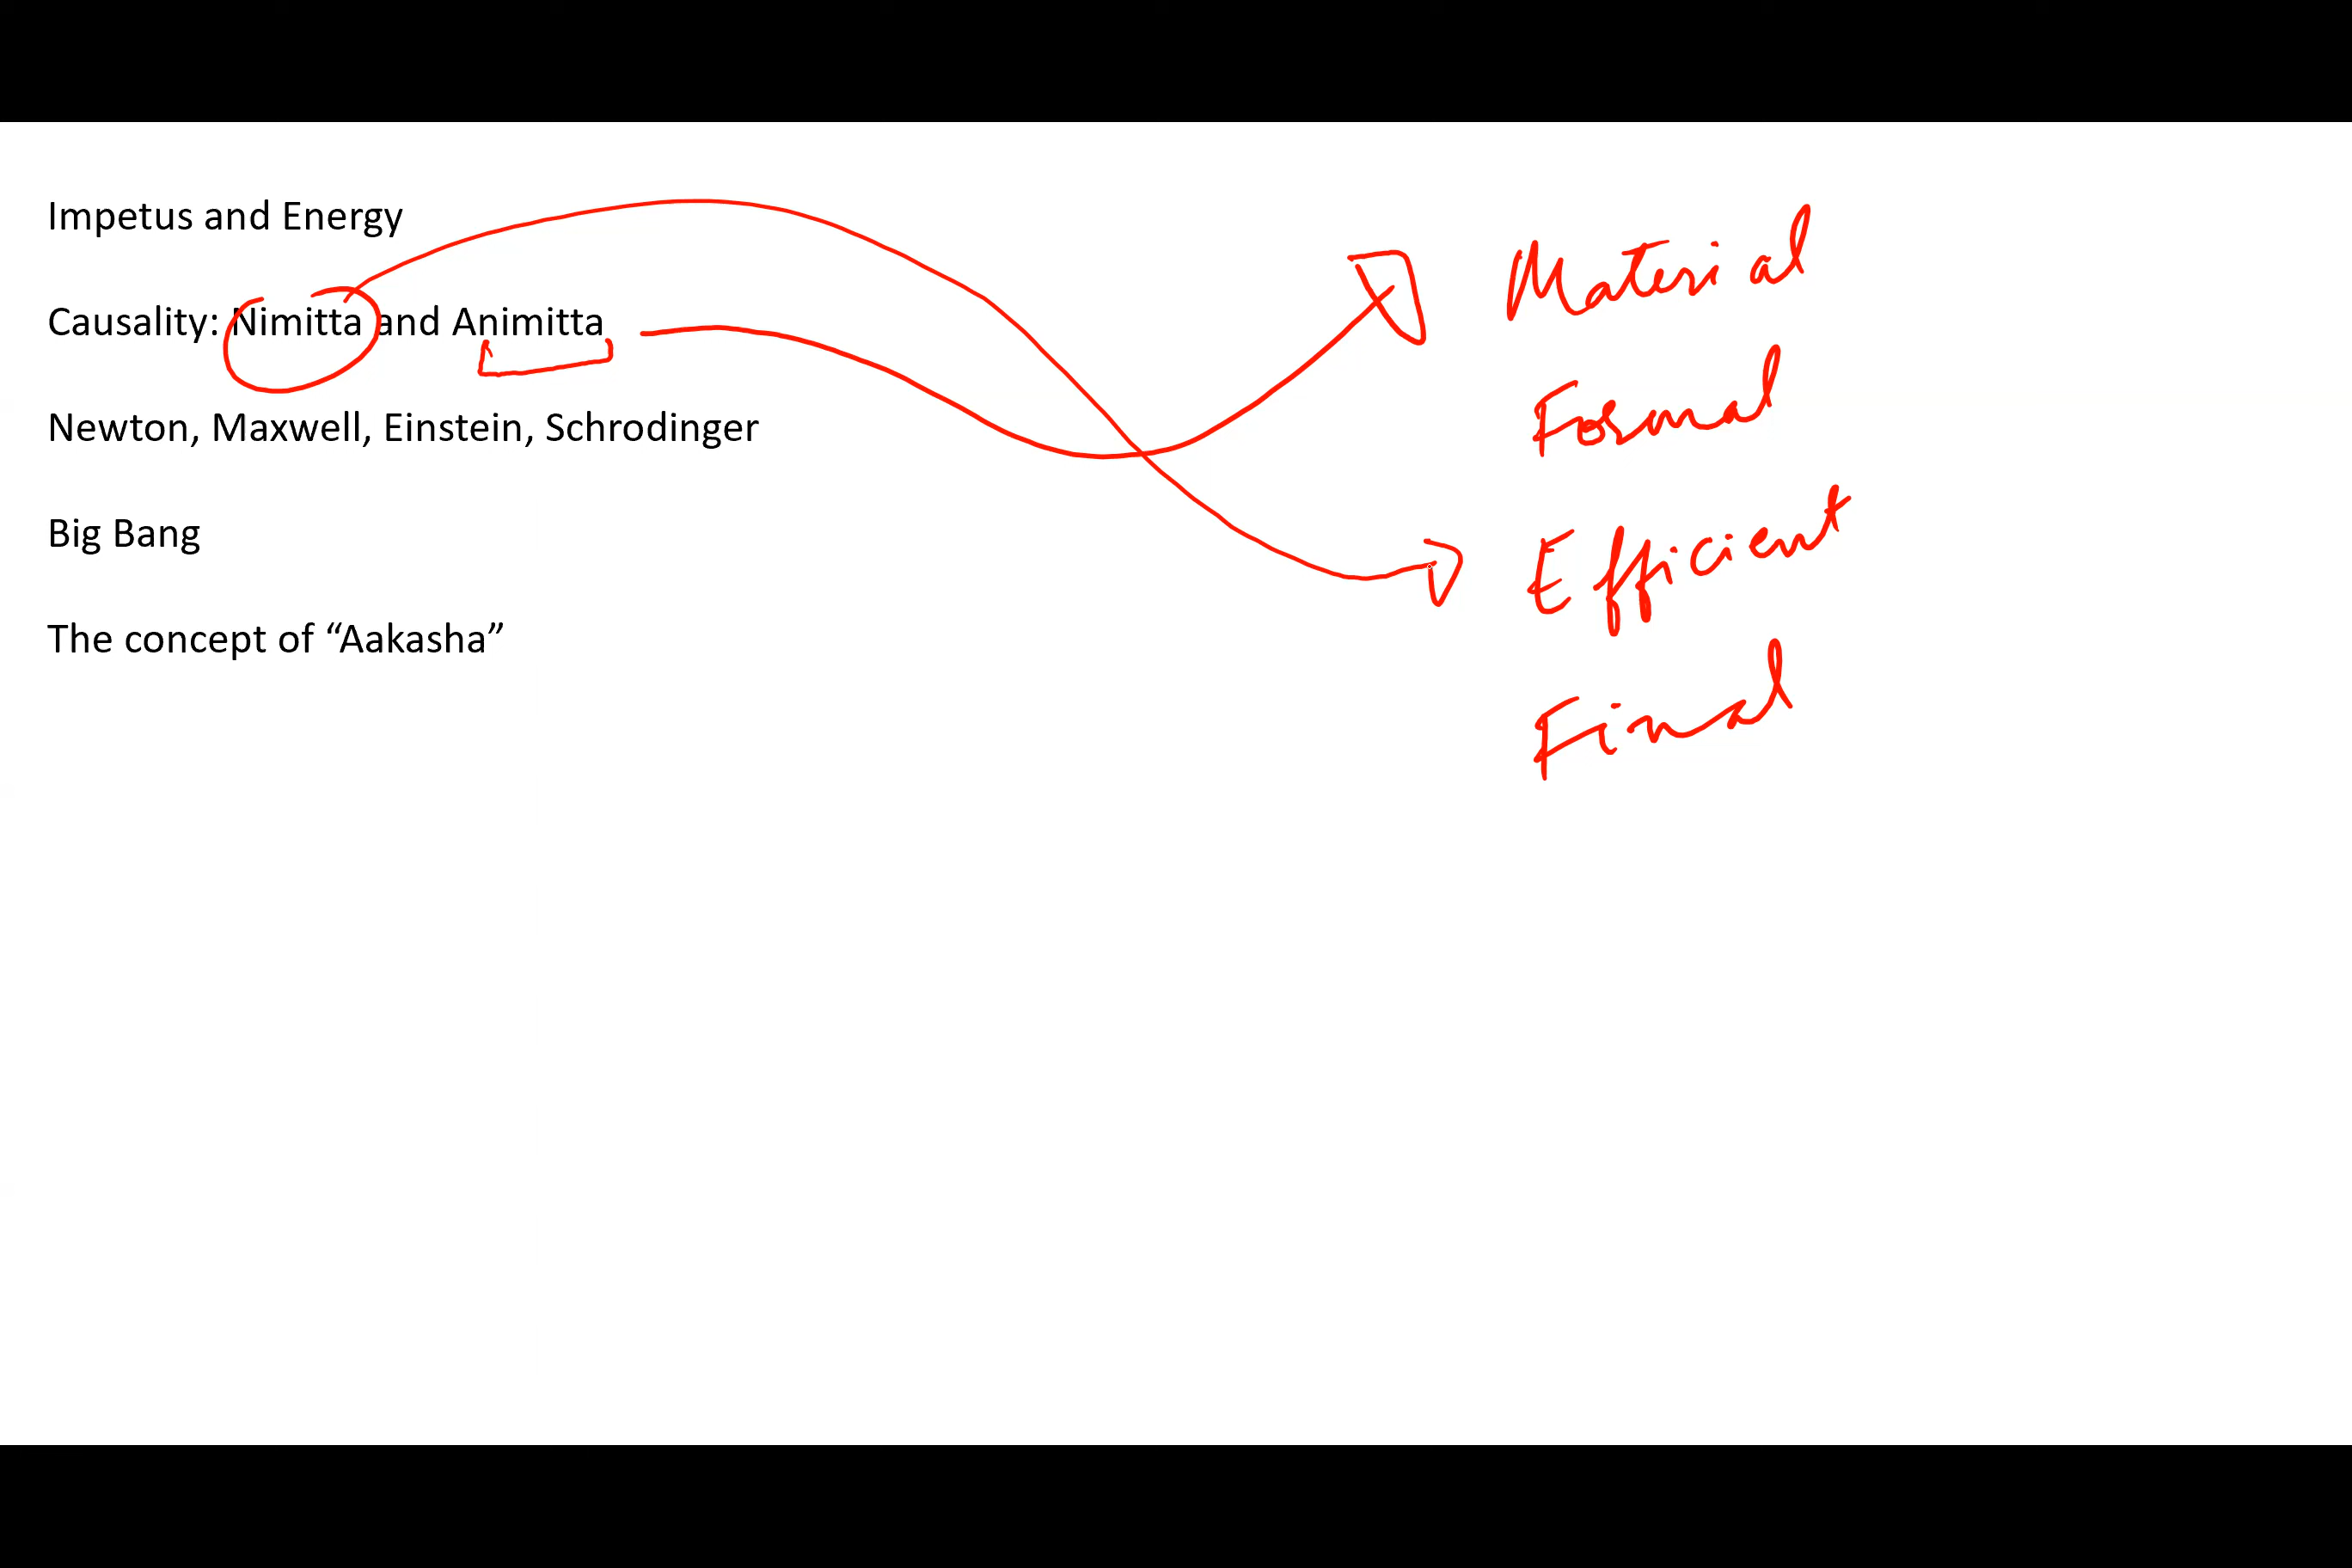 Impetus and Energy
Causality: Nimitta and Animitta
Newton, Maxwell, Einstein, Schrodinger
Big Bang
The concept of “Aakasha”
Material
Formal
Efficient
Final